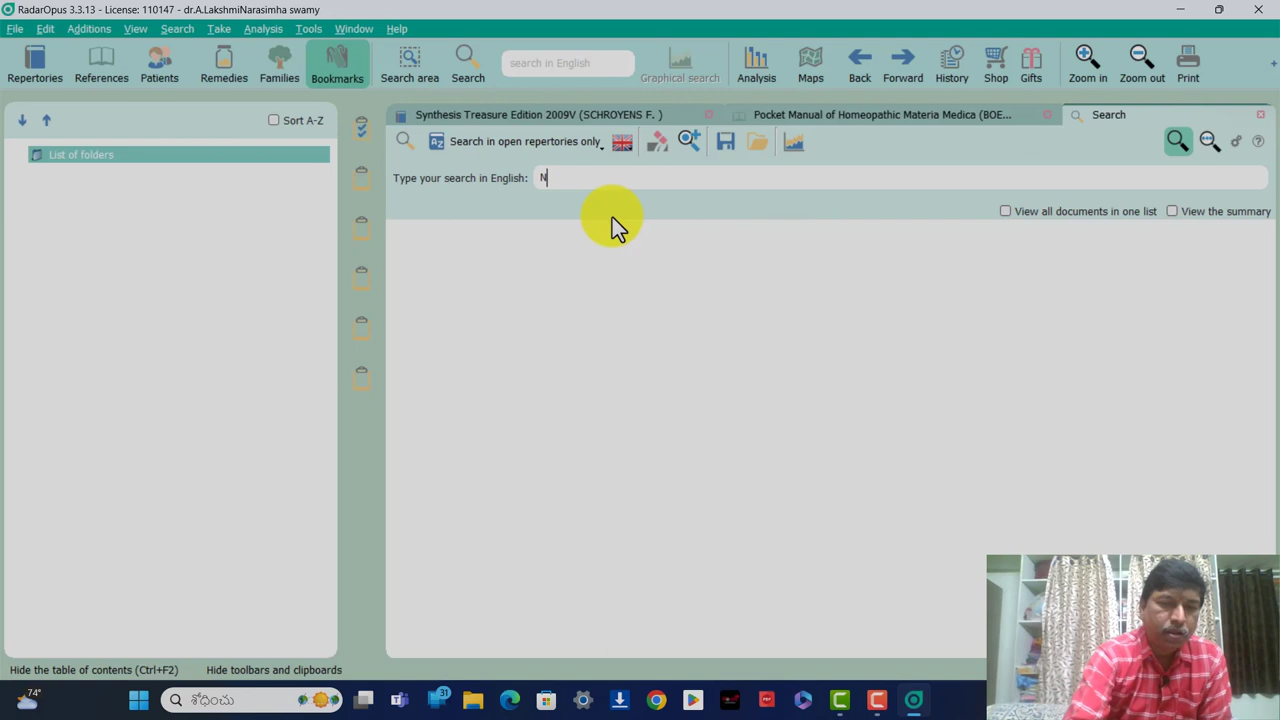 RadarOpus 3.3.13 - License: 110147 - dr.A.LakshmiNarasimha swamy
File Edit Additions View Search Take Analysis Tools Window Help
Repertories References Patients Remedies Families Bookmarks Search area Search search in English Graphical search Analysis Maps Back Forward History Shop Gifts Zoom in Zoom out Print
Sort A-Z
List of folders
Synthesis Treasure Edition 2009V (SCHROYENS F. ) Pocket Manual of Homeopathic Materia Medica (BOE... Search
Search in open repertories only
Type your search in English: N
View all documents in one list View the summary
Hide the table of contents (Ctrl+F2) Hide toolbars and clipboards
74° శోధించు 31